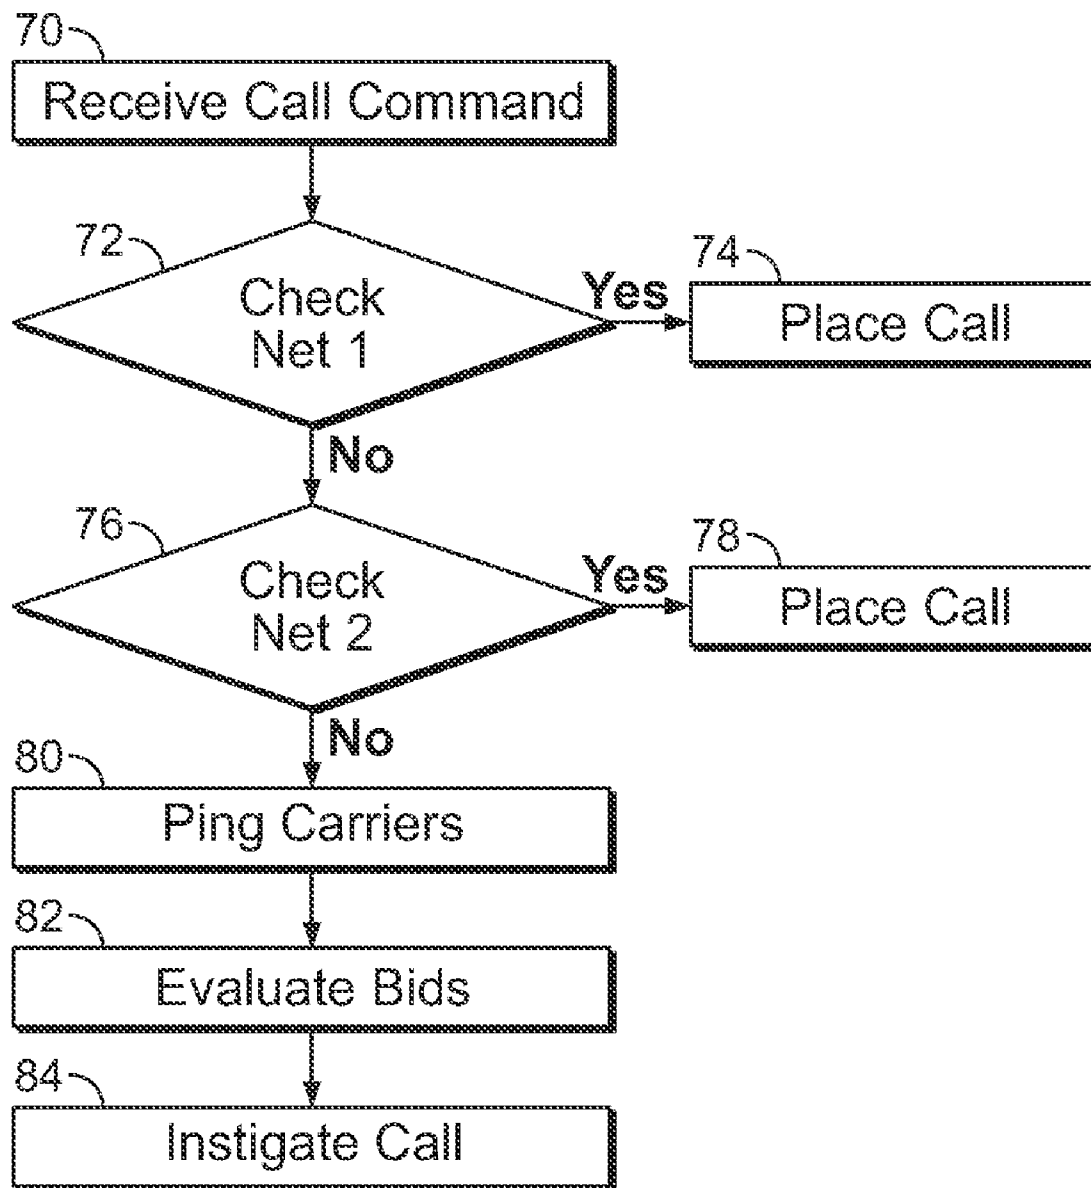 70
Receive Call Command
72
Check
Net 1
Yes
74
Place Call
No
76
Check
Net 2
Yes
78
Place Call
No
80
Ping Carriers
82
Evaluate Bids
84
Instigate Call